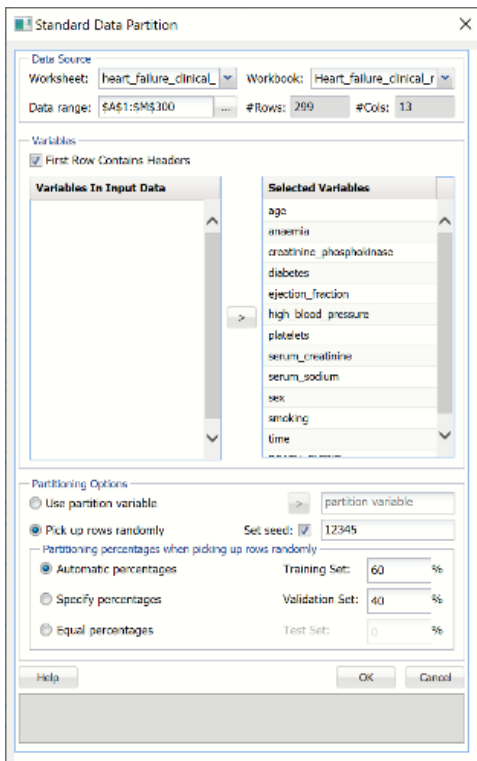 Standard Data Partition
Data Source
Worksheet: heart_failure_clinical_ Workbook: Heart_failure_clinical_r
Data range: $A$1:$M$300 ... #Rows: 299 #Cols: 13
Variables
First Row Contains Headers
Variables In Input Data Selected Variables
age
anaemia
creatinine_phosphokinase
diabetes
ejection_fraction
> high_blood_pressure
platelets
serum_creatinine
serum_sodium
sex
smoking
time
Partitioning Options
Use partition variable > partition variable
Pick up rows randomly Set seed: 12345
Partitioning percentages when picking up rows randomly
Automatic percentages Training Set: 60 %
Specify percentages Validation Set: 40 %
Equal percentages Test Set: 0 %
Help OK Cancel